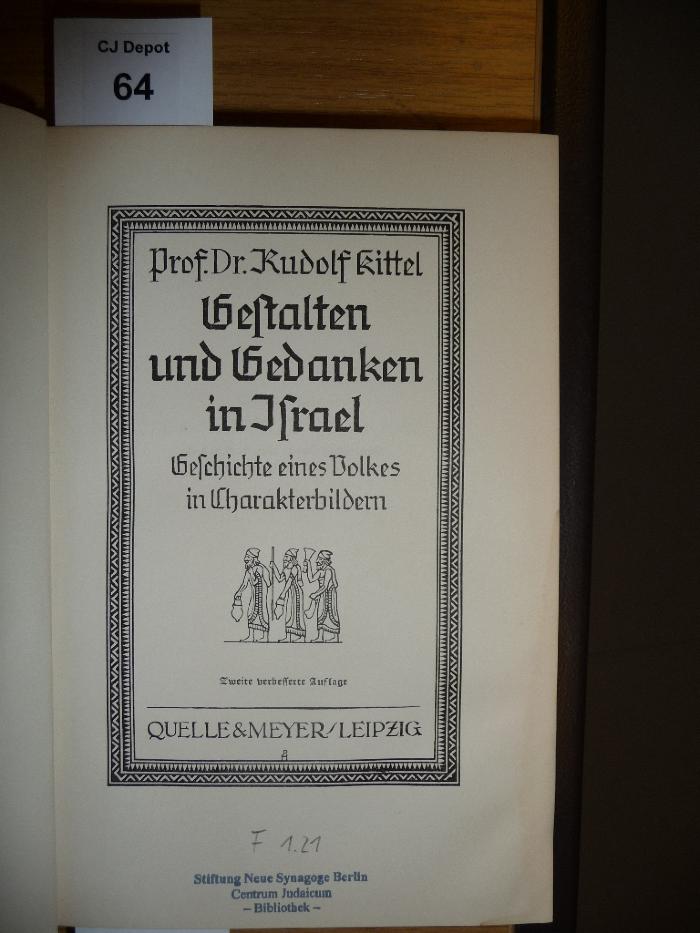 CJ Depot
64
Prof. Dr. Rudolf Kittel
Geſtalten
und Gedanken
in Iſrael
Geſchichte eines Volkes
in Charakterbildern
Zweite verbeſſerte Auflage
QUELLE & MEYER / LEIPZIG
A
F 1.21
Stiftung Neue Synagoge Berlin
Centrum Judaicum
– Bibliothek –